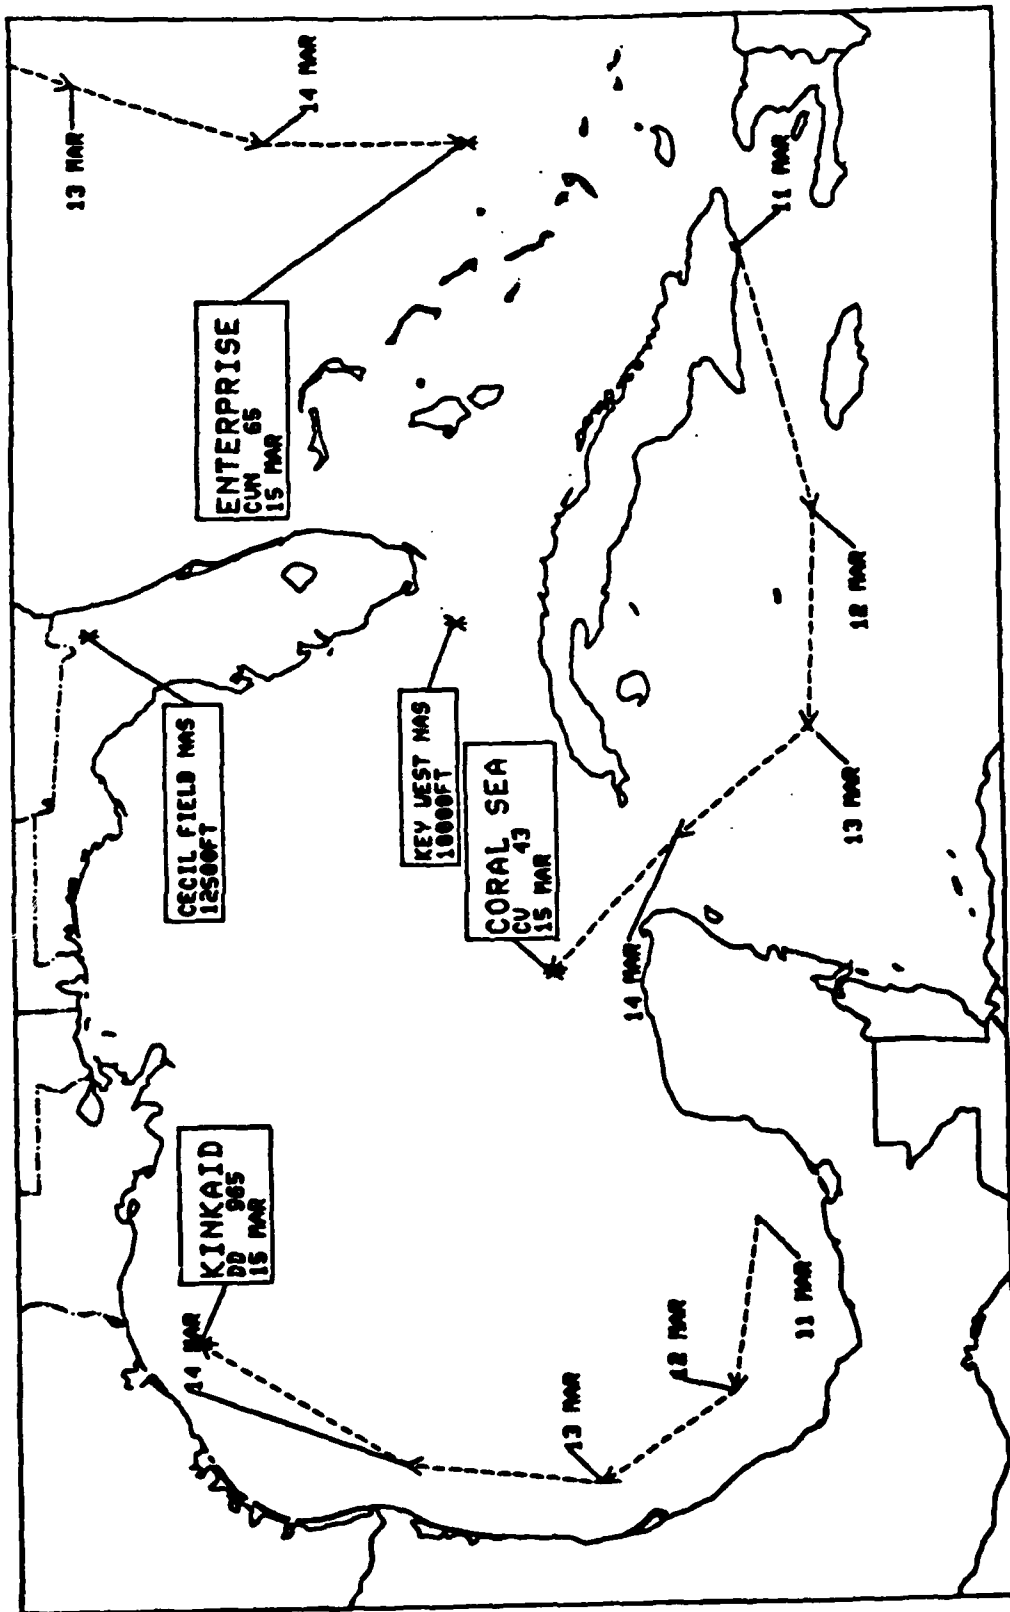 13 MAR
14 MAR
CECIL FIELD NAS
12500FT
14 MAR
KINKAID
DD 965
15 MAR
ENTERPRISE
CVN 65
15 MAR
KEY WEST NAS
10000FT
CORAL SEA
CV 43
15 MAR
13 MAR
14 MAR
12 MAR
11 MAR
11 MAR
13 MAR
12 MAR